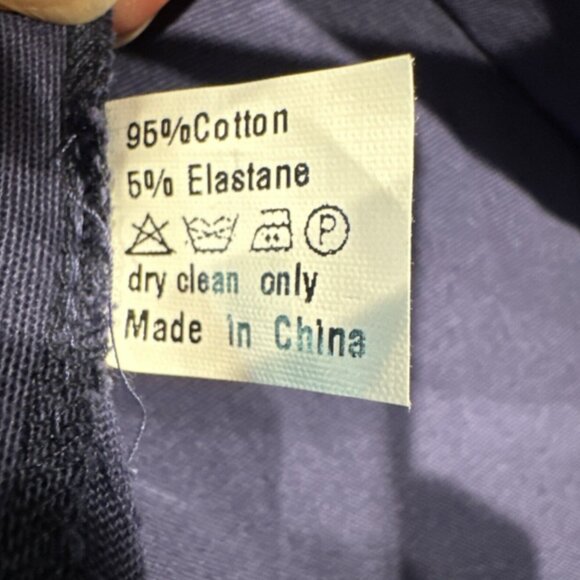 95%Cotton
5% Elastane
P
dry clean only
Made in China